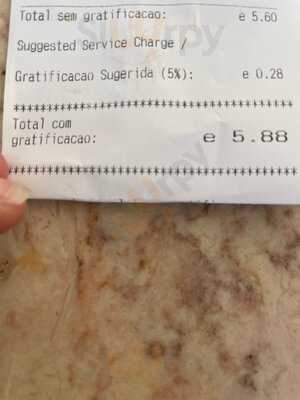 Total sem gratificacao: e 5.60
Suggested Service Charge /
Gratificacao Sugerida (5%): e 0.28
****************************************
Total com
gratificacao: e 5.88
****************************************